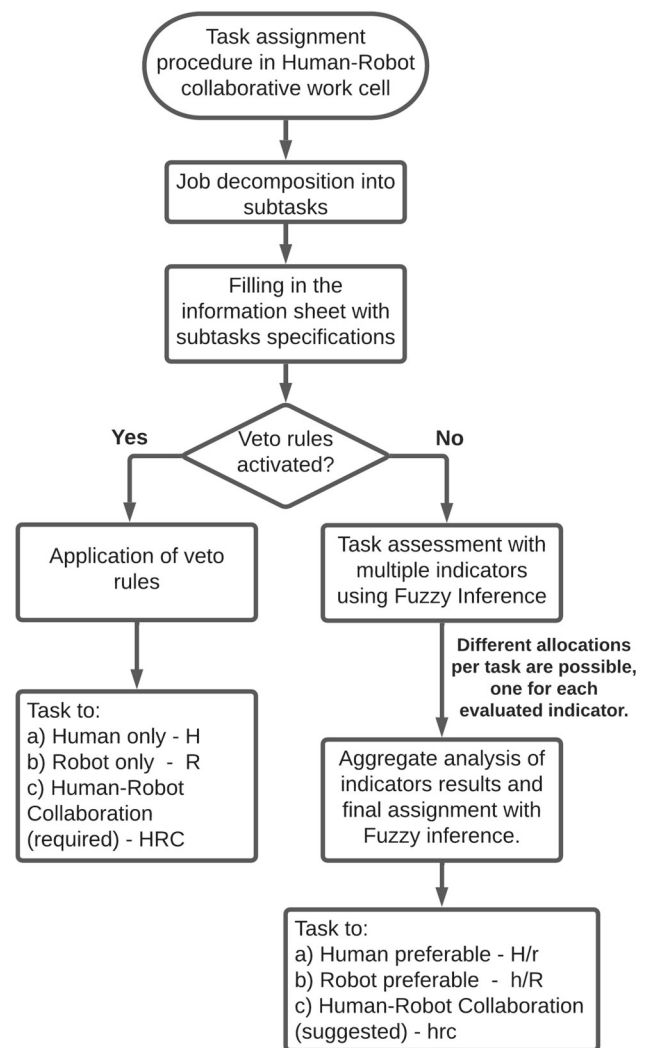 Task assignment
procedure in Human-Robot
collaborative work cell
Job decomposition into
subtasks
Filling in the
information sheet with
subtasks specifications
Veto rules
activated?
Yes
No
Application of veto
rules
Task to:
a) Human only - H
b) Robot only - R
c) Human-Robot
Collaboration
(required) - HRC
Task assessment with
multiple indicators
using Fuzzy Inference
Different allocations
per task are possible,
one for each
evaluated indicator.
Aggregate analysis of
indicators results and
final assignment with
Fuzzy inference.
Task to:
a) Human preferable - H/r
b) Robot preferable - h/R
c) Human-Robot Collaboration
(suggested) - hrc